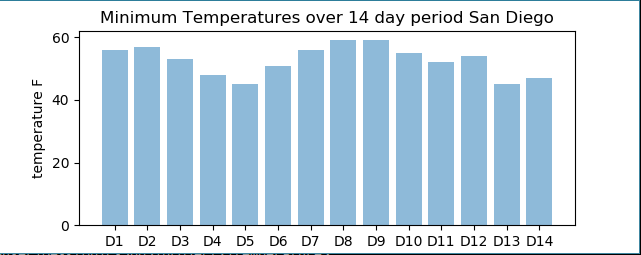 Minimum Temperatures over 14 day period San Diego
60
40
20
0
temperature F
D1 D2 D3 D4 D5 D6 D7 D8 D9 D10 D11 D12 D13 D14